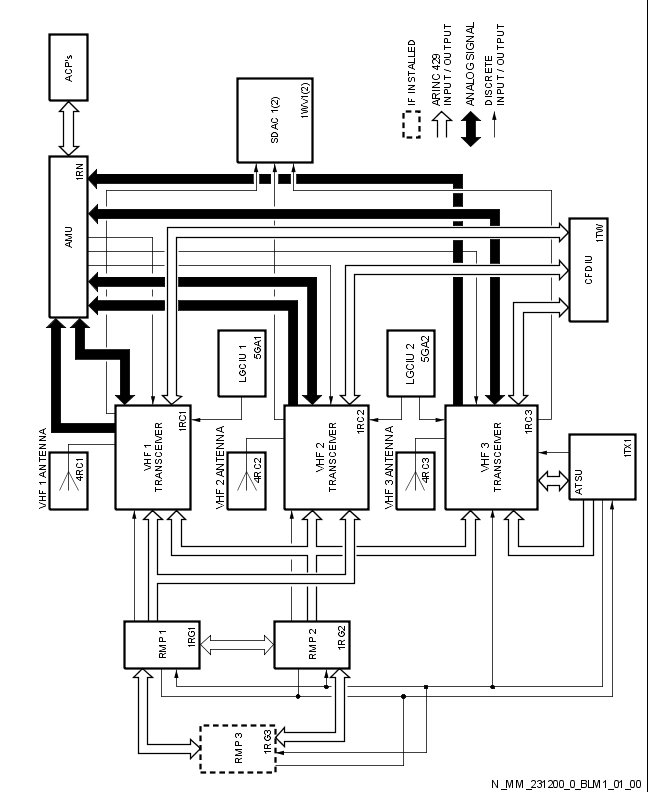 ACP's
AMU
1RN
SDAC 1(2)
1WV1(2)
IF INSTALLED
ARINC 429
INPUT / OUTPUT
ANALOG SIGNAL
DISCRETE
INPUT / OUTPUT
CFDIU
1TW
LGCIU 1
5GA1
LGCIU 2
5GA2
VHF 1 ANTENNA
4RC1
VHF 1
TRANSCEIVER
1RC1
VHF 2 ANTENNA
4RC2
VHF 2
TRANSCEIVER
1RC2
VHF 3 ANTENNA
4RC3
VHF 3
TRANSCEIVER
1RC3
ATSU
1TX1
RMP 1
1RG1
RMP 2
1RG2
RMP 3
1RG3
N_MM_231200_0_BLM1_01_00